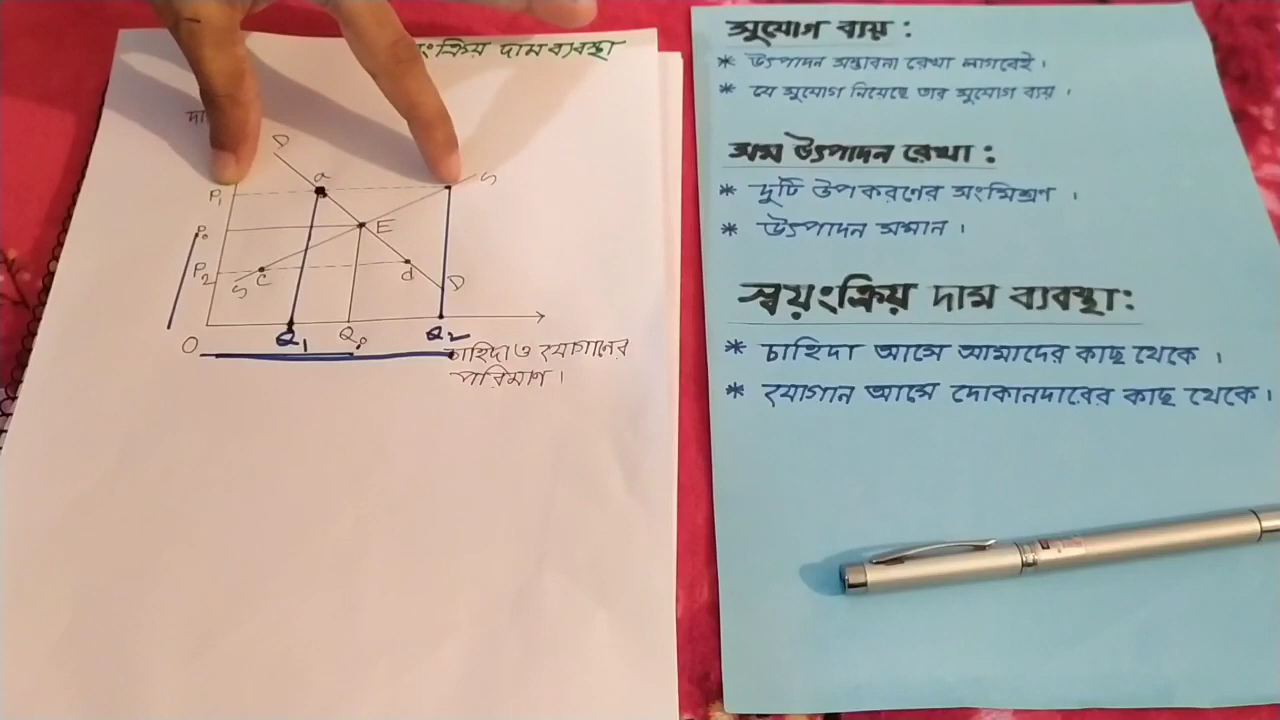 ংক্রিয় দাম ব্যবস্থা
দা
D
a
S
P₁
P₀
E
P₂
S
c
d
D
O
Q₁
Q₀
Q₂
চাহিদা ও যোগানের
পরিমাণ।
সুযোগ ব্যয় :
* উৎপাদন সম্ভাবনা রেখা লাগবেই।
* যে সুযোগ নিয়েছে তার সুযোগ ব্যয়।
সম উৎপাদন রেখা :
* দুটি উপকরণের সংমিশ্রণ।
* উৎপাদন সমান।
স্বয়ংক্রিয় দাম ব্যবস্থা:
* চাহিদা আসে আমাদের কাছ থেকে।
* যোগান আসে দোকানদারের কাছ থেকে।